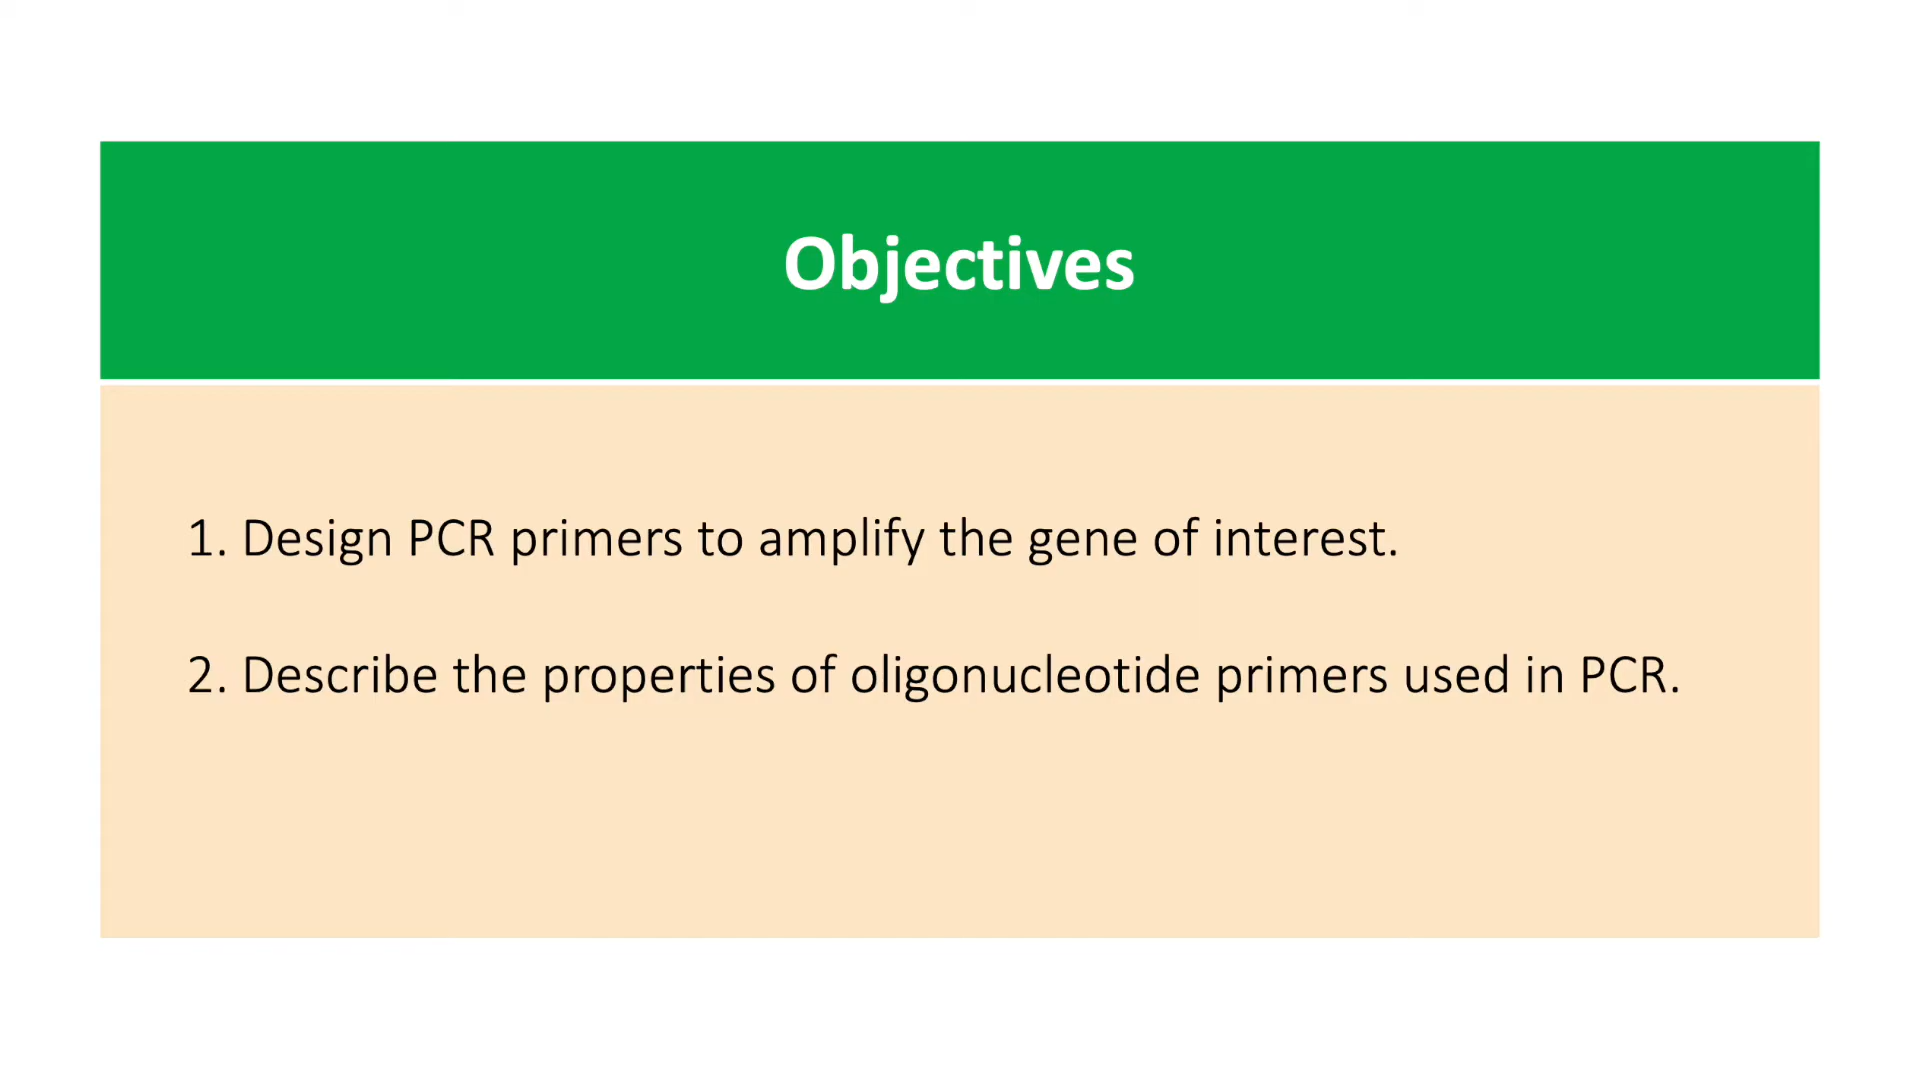 Objectives
1. Design PCR primers to amplify the gene of interest.
2. Describe the properties of oligonucleotide primers used in PCR.